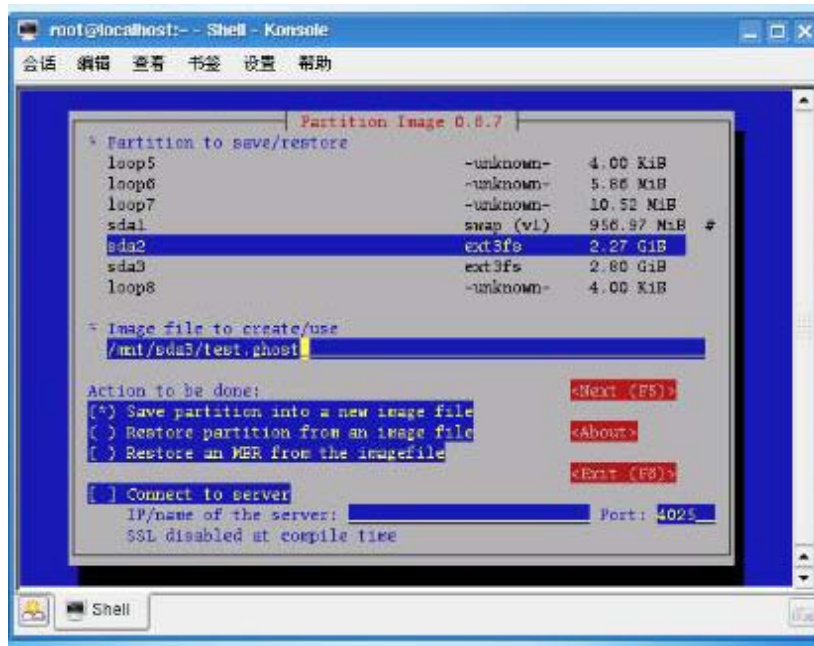 root@localhost:~ - Shell - Konsole
会话 编辑 查看 书签 设置 帮助
Partition Image 0.6.7
* Partition to save/restore
loop5 -unknown- 4.00 KiB
loop6 -unknown- 5.86 MiB
loop7 -unknown- 10.52 MiB
sda1 swap (v1) 956.97 MiB #
sda2 ext3fs 2.27 GiB
sda3 ext3fs 2.80 GiB
loop8 -unknown- 4.00 KiB
* Image file to create/use
/mnt/sda3/test.ghost
Action to be done: <Next (F5)>
(*) Save partition into a new image file
( ) Restore partition from an image file <About>
( ) Restore an MBR from the imagefile
<Exit (F6)>
[ ] Connect to server
IP/name of the server: Port: 4025
SSL disabled at compile time
Shell